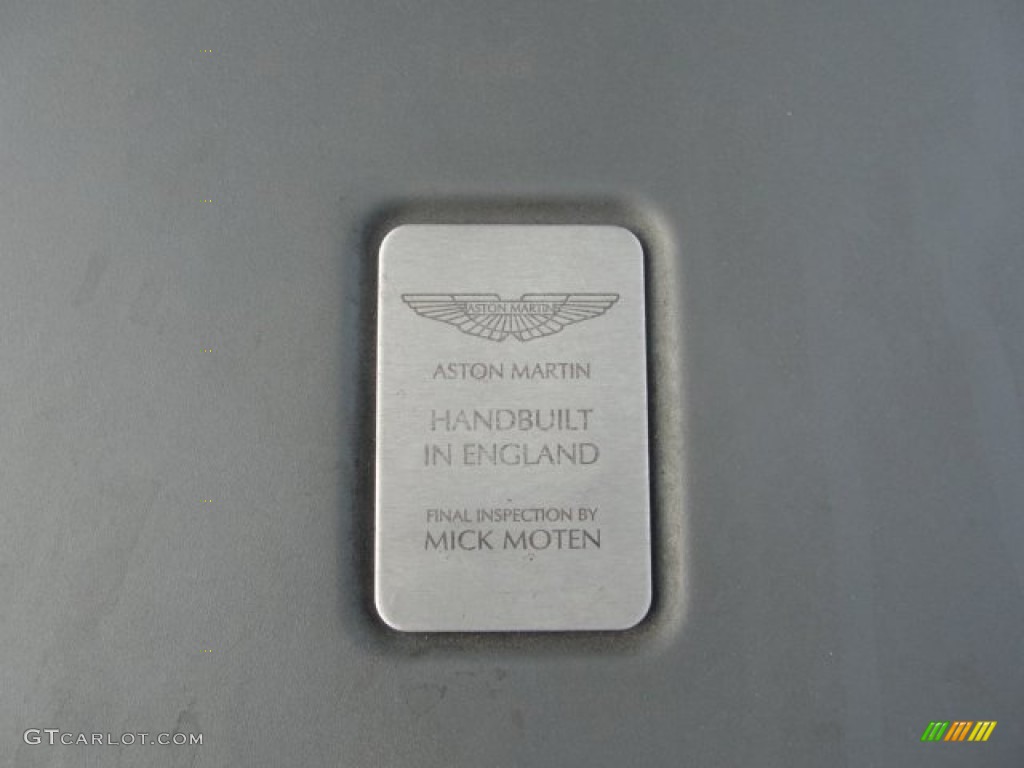 ASTON MARTIN
ASTON MARTIN
HANDBUILT
IN ENGLAND
FINAL INSPECTION BY
MICK MOTEN
GTCARLOT.COM